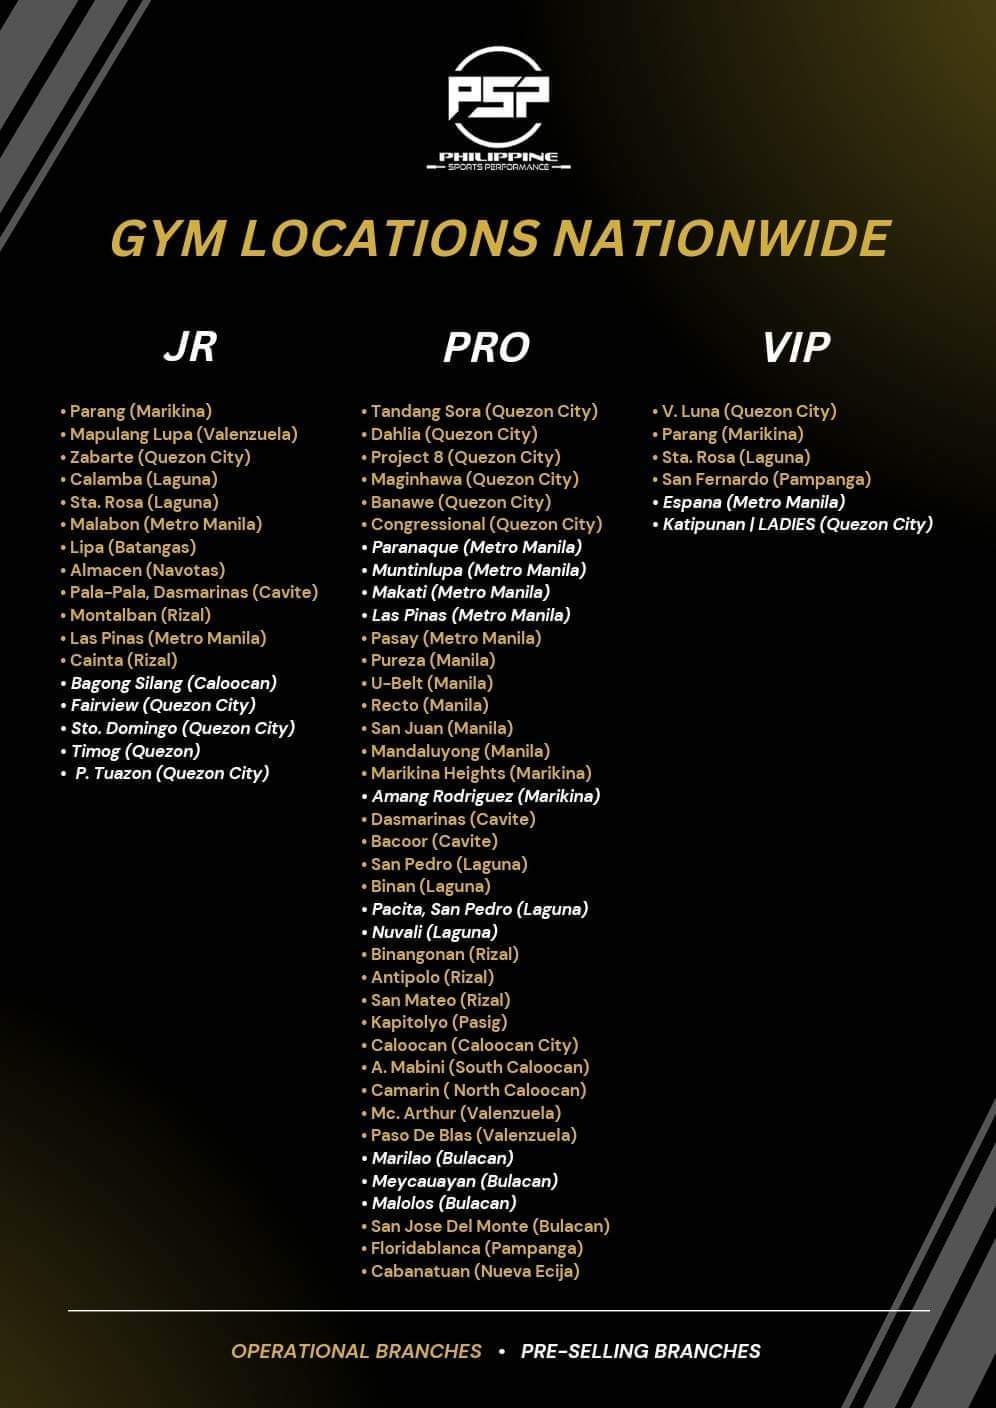 PSP
PHILIPPINE
SPORTS PERFORMANCE
GYM LOCATIONS NATIONWIDE
JR
• Parang (Marikina)
• Mapulang Lupa (Valenzuela)
• Zabarte (Quezon City)
• Calamba (Laguna)
• Sta. Rosa (Laguna)
• Malabon (Metro Manila)
• Lipa (Batangas)
• Almacen (Navotas)
• Pala-Pala, Dasmarinas (Cavite)
• Montalban (Rizal)
• Las Pinas (Metro Manila)
• Cainta (Rizal)
• Bagong Silang (Caloocan)
• Fairview (Quezon City)
• Sto. Domingo (Quezon City)
• Timog (Quezon)
• P. Tuazon (Quezon City)
PRO
• Tandang Sora (Quezon City)
• Dahlia (Quezon City)
• Project 8 (Quezon City)
• Maginhawa (Quezon City)
• Banawe (Quezon City)
• Congressional (Quezon City)
• Paranaque (Metro Manila)
• Muntinlupa (Metro Manila)
• Makati (Metro Manila)
• Las Pinas (Metro Manila)
• Pasay (Metro Manila)
• Pureza (Manila)
• U-Belt (Manila)
• Recto (Manila)
• San Juan (Manila)
• Mandaluyong (Manila)
• Marikina Heights (Marikina)
• Amang Rodriguez (Marikina)
• Dasmarinas (Cavite)
• Bacoor (Cavite)
• San Pedro (Laguna)
• Binan (Laguna)
• Pacita, San Pedro (Laguna)
• Nuvali (Laguna)
• Binangonan (Rizal)
• Antipolo (Rizal)
• San Mateo (Rizal)
• Kapitolyo (Pasig)
• Caloocan (Caloocan City)
• A. Mabini (South Caloocan)
• Camarin ( North Caloocan)
• Mc. Arthur (Valenzuela)
• Paso De Blas (Valenzuela)
• Marilao (Bulacan)
• Meycauayan (Bulacan)
• Malolos (Bulacan)
• San Jose Del Monte (Bulacan)
• Floridablanca (Pampanga)
• Cabanatuan (Nueva Ecija)
VIP
• V. Luna (Quezon City)
• Parang (Marikina)
• Sta. Rosa (Laguna)
• San Fernardo (Pampanga)
• Espana (Metro Manila)
• Katipunan | LADIES (Quezon City)
OPERATIONAL BRANCHES • PRE-SELLING BRANCHES